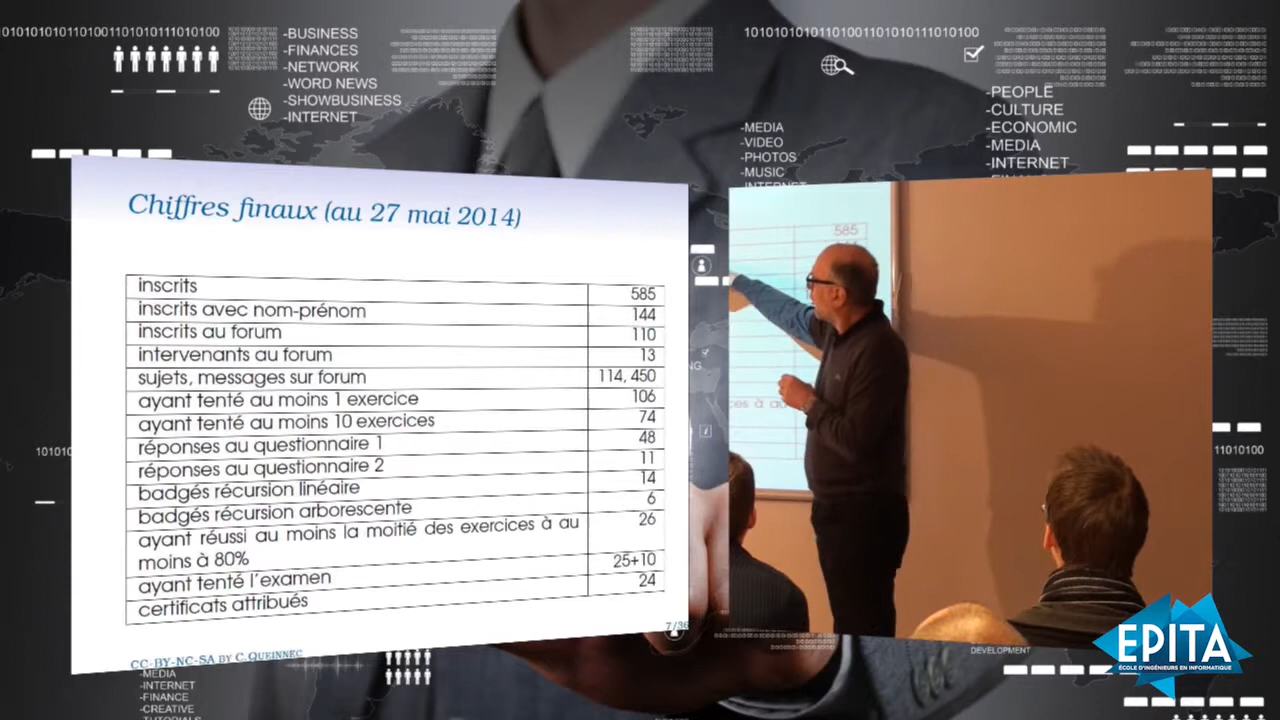 0101010101101001101010111010100
-BUSINESS
-FINANCES
-NETWORK
-WORD NEWS
-SHOWBUSINESS
-INTERNET
1010101010110100110101011010100
-PEOPLE
-CULTURE
-ECONOMIC
-MEDIA
-INTERNET
-MEDIA
-VIDEO
-PHOTOS
-MUSIC
INTERNET
Chiffres finaux (au 27 mai 2014)
inscrits 585
inscrits avec nom-prénom 144
inscrits au forum 110
intervenants au forum 13
sujets, messages sur forum 114, 450
ayant tenté au moins 1 exercice 106
ayant tenté au moins 10 exercices 74
réponses au questionnaire 1 48
réponses au questionnaire 2 11
badgés récursion linéaire 14
badgés récursion arborescente 6
ayant réussi au moins la moitié des exercices à au 26
moins à 80%
ayant tenté l'examen 25+10
certificats attribués 24
7/36
CC-BY-NC-SA BY C.QUEINNEC
585
10101
11010100
-MEDIA
-INTERNET
-FINANCE
-CREATIVE
TUTORIALS
DEVELOPMENT
EPITA
ÉCOLE D'INGÉNIEURS EN INFORMATIQUE